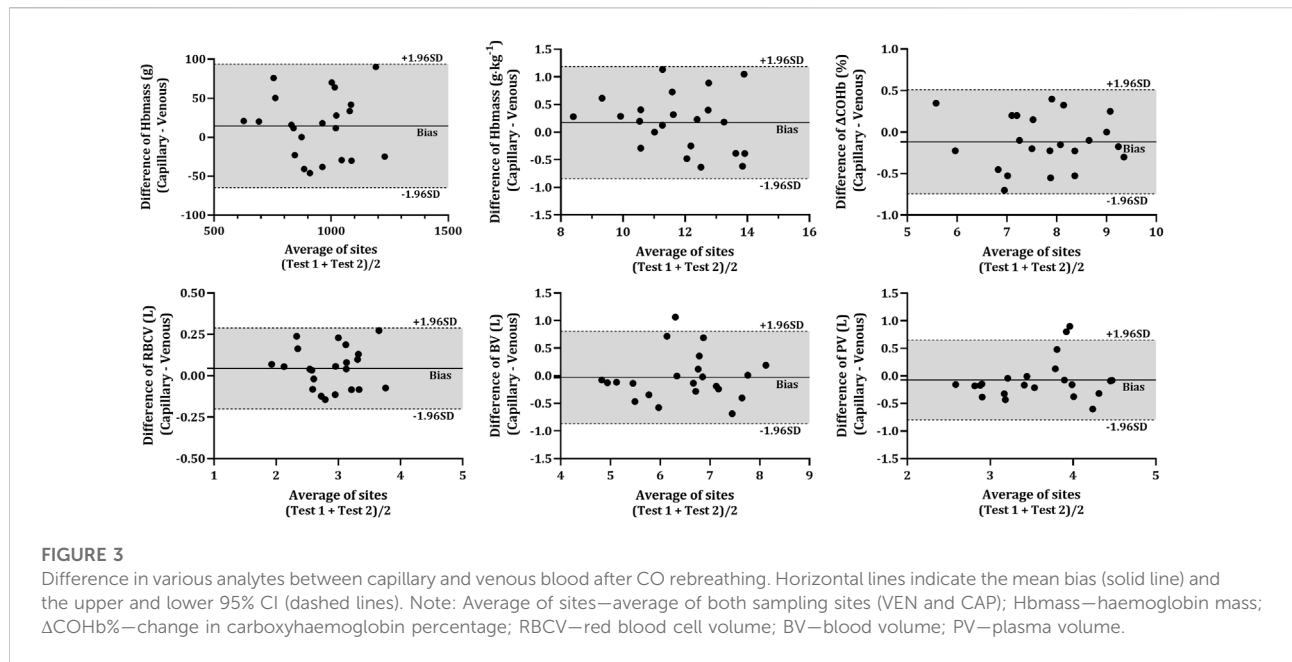 Difference of Hbmass (g)
(Capillary - Venous)
100
50
0
-50
-100
+1.96SD
Bias
-1.96SD
500
1000
1500
Average of sites
(Test 1 + Test 2)/2
Difference of Hbmass (g·kg⁻¹)
(Capillary - Venous)
1.5
1.0
0.5
0.0
-0.5
-1.0
-1.5
+1.96SD
Bias
-1.96SD
8
10
12
14
16
Average of sites
(Test 1 + Test 2)/2
Difference of ΔCOHb (%)
(Capillary - Venous)
1.0
0.5
0.0
-0.5
1.0
+1.96SD
Bias
-1.96SD
5
6
7
8
9
10
Average of sites
(Test 1 + Test 2)/2
Difference of RBCV (L)
(Capillary - Venous)
0.50
0.25
0.00
-0.25
0.50
+1.96SD
Bias
-1.96SD
1
2
3
4
5
Average of sites
(Test 1 + Test 2)/2
Difference of BV (L)
(Capillary - Venous)
1.5
1.0
0.5
0.0
-0.5
-1.0
-1.5
+1.96SD
Bias
-1.96SD
4
5
6
7
8
9
Average of sites
(Test 1 + Test 2)/2
Difference of PV (L)
(Capillary - Venous)
1.5
1.0
0.5
0.0
-0.5
-1.0
-1.5
+1.96SD
Bias
-1.96SD
2
3
4
5
Average of sites
(Test 1 + Test 2)/2
FIGURE 3
Difference in various analytes between capillary and venous blood after CO rebreathing. Horizontal lines indicate the mean bias (solid line) and
the upper and lower 95% CI (dashed lines). Note: Average of sites—average of both sampling sites (VEN and CAP); Hbmass—haemoglobin mass;
ΔCOHb%—change in carboxyhaemoglobin percentage; RBCV—red blood cell volume; BV—blood volume; PV—plasma volume.